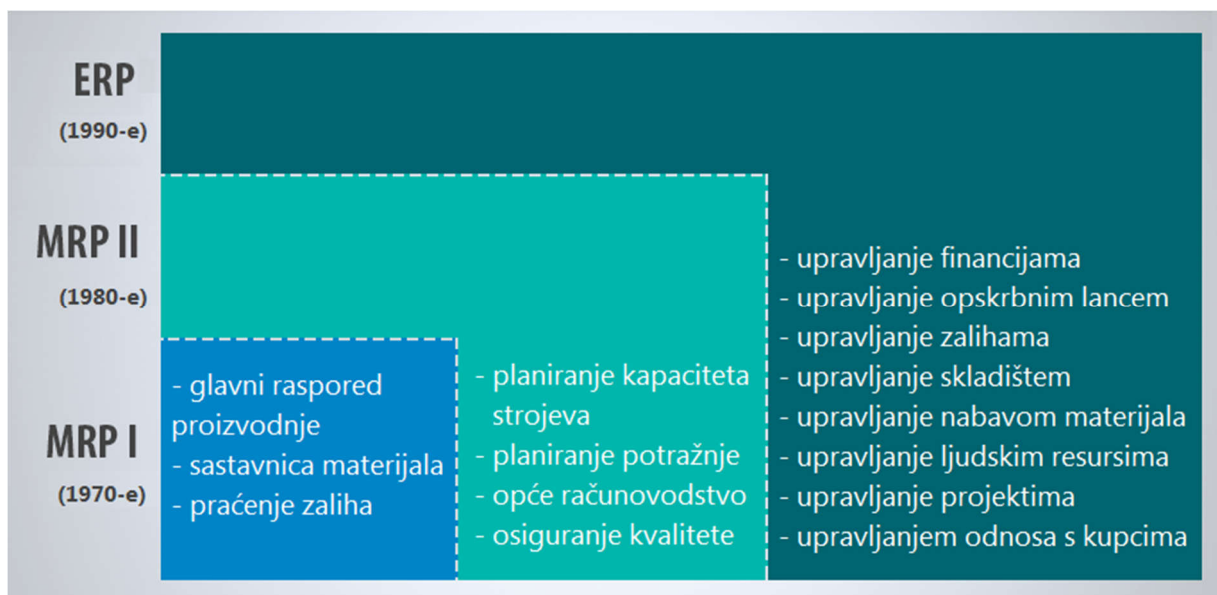 ERP
(1990-e)
MRP II
(1980-e)
MRP I
(1970-e)
- glavni raspored
proizvodnje
- sastavnica materijala
- praćenje zaliha
- planiranje kapaciteta
strojeva
- planiranje potražnje
- opće računovodstvo
- osiguranje kvalitete
- upravljanje financijama
- upravljanje opskrbnim lancem
- upravljanje zalihama
- upravljanje skladištem
- upravljanje nabavom materijala
- upravljanje ljudskim resursima
- upravljanje projektima
- upravljanjem odnosa s kupcima